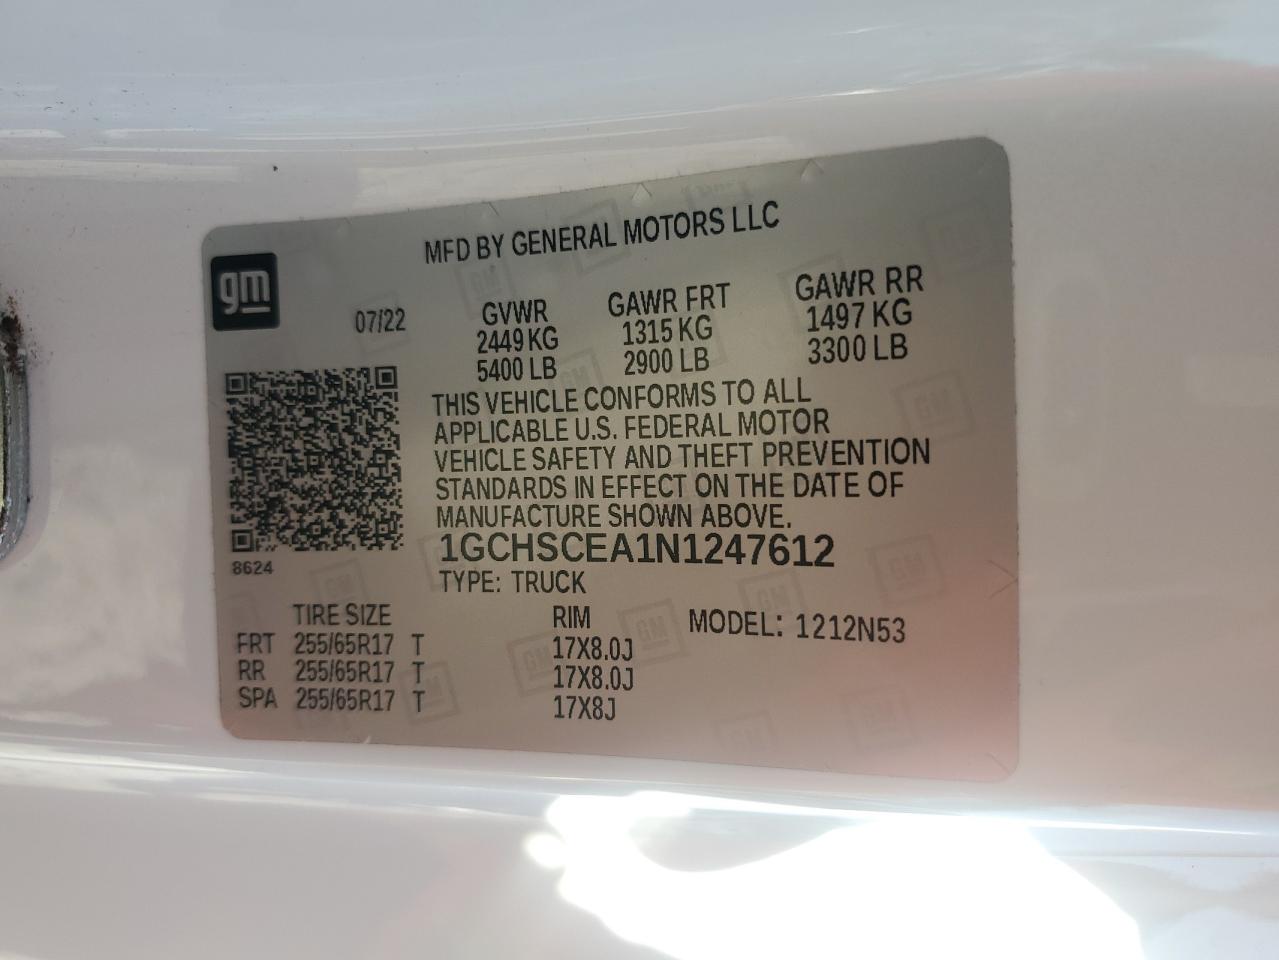 MFD BY GENERAL MOTORS LLC
gm
07/22
GVWR GAWR FRT GAWR RR
2449 KG 1315 KG 1497 KG
5400 LB 2900 LB 3300 LB
THIS VEHICLE CONFORMS TO ALL
APPLICABLE U.S. FEDERAL MOTOR
VEHICLE SAFETY AND THEFT PREVENTION
STANDARDS IN EFFECT ON THE DATE OF
MANUFACTURE SHOWN ABOVE.
1GCHSCEA1N1247612
8624
TYPE: TRUCK
TIRE SIZE RIM MODEL: 1212N53
FRT 255/65R17 T 17X8.0J
RR 255/65R17 T 17X8.0J
SPA 255/65R17 T 17X8J